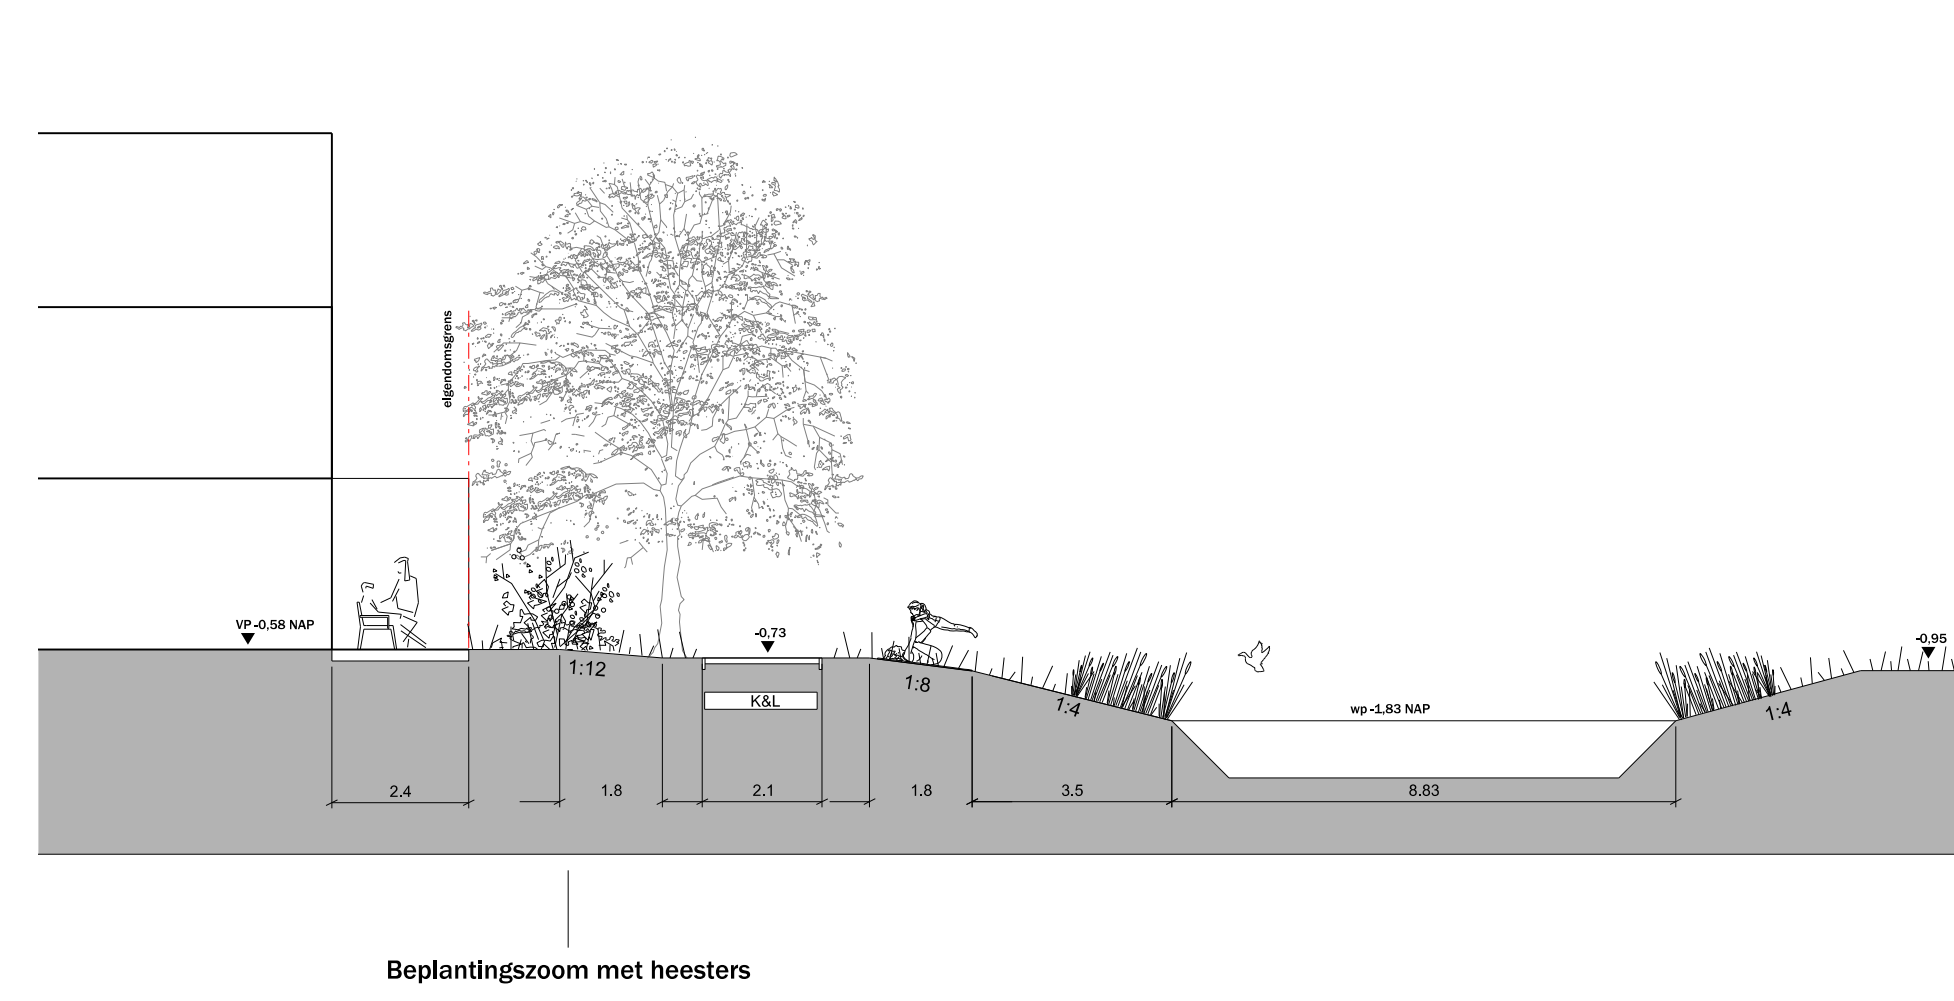 eigendomsgrens
VP -0,58 NAP
-0,73
-0,95
1:12
1:8
K&L
1:4
wp -1,83 NAP
1:4
2.4
1.8
2.1
1.8
3.5
8.83
Beplantingszoom met heesters